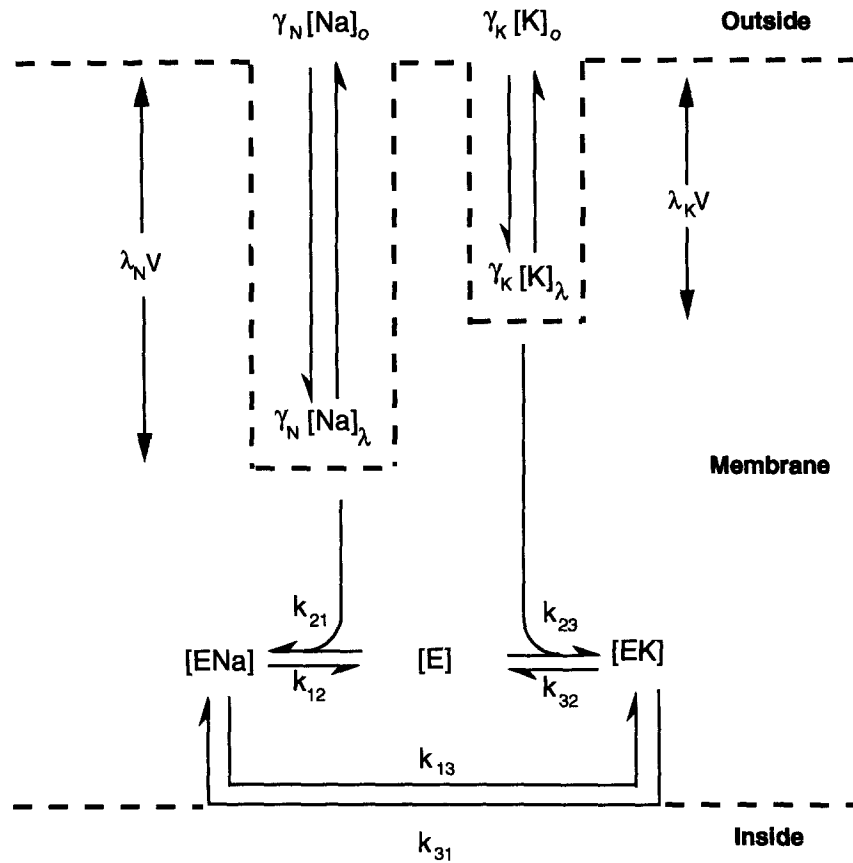 γN [Na]o γK [K]o Outside
λKV
λNV
γK [K]λ
γN [Na]λ
Membrane
k21 k23
[ENa] [E] [EK]
k12 k32
k13
Inside
k31